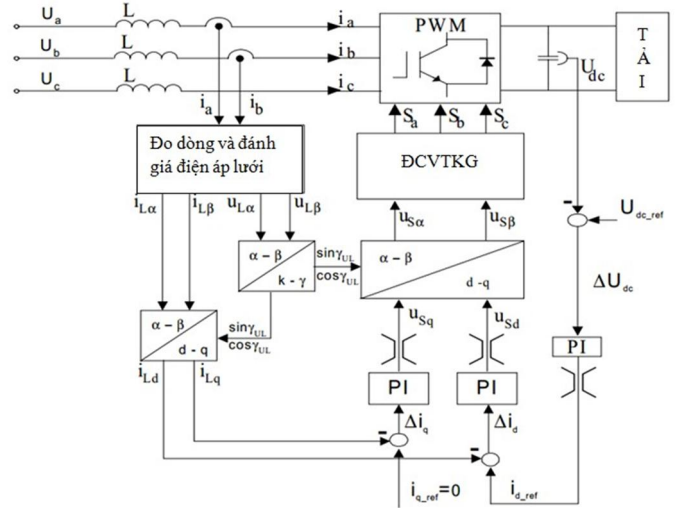 Ua L ia
Ub L ib
Uc L ic
PWM
Udc
TẢI
ia ib
Sa Sb Sc
Đo dòng và đánh
giá điện áp lưới
ĐCVTKG
iLα iLβ uLα uLβ
uSα uSβ
Udc_ref
α – β
k - γ
sinγUL
cosγUL
α – β
d - q
ΔUdc
α – β
d - q
sinγUL
cosγUL
uSq uSd
PI
iLd iLq
PI PI
Δiq Δid
iq_ref=0 id_ref